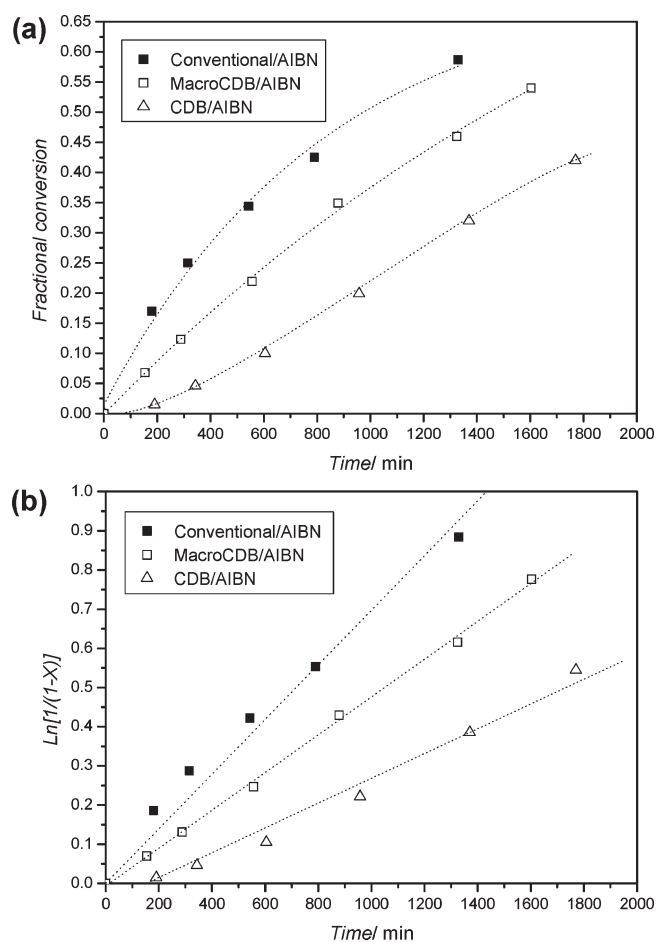 (a)
0.65
0.60
0.55
0.50
0.45
0.40
0.35
0.30
0.25
0.20
0.15
0.10
0.05
0.00
Fractional conversion
Conventional/AIBN
MacroCDB/AIBN
CDB/AIBN
0 200 400 600 800 1000 1200 1400 1600 1800 2000
Time/ min
(b)
1.0
0.9
0.8
0.7
0.6
0.5
0.4
0.3
0.2
0.1
0.0
Ln[1/(1-X)]
Conventional/AIBN
MacroCDB/AIBN
CDB/AIBN
0 200 400 600 800 1000 1200 1400 1600 1800 2000
Time/ min